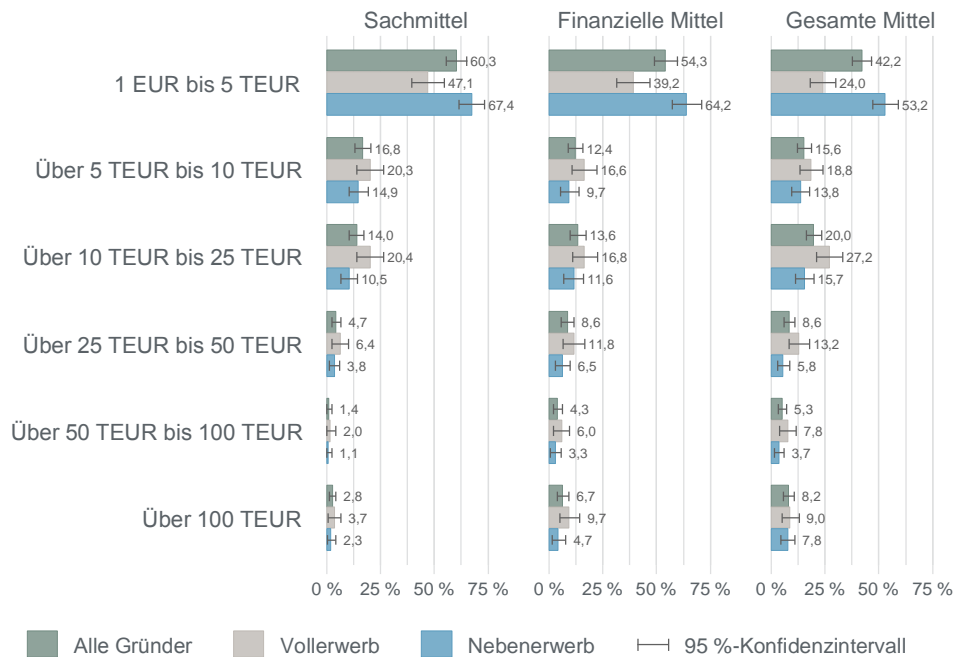 Sachmittel Finanzielle Mittel Gesamte Mittel
1 EUR bis 5 TEUR
60,3 54,3 42,2
47,1 39,2 24,0
67,4 64,2 53,2
Über 5 TEUR bis 10 TEUR
16,8 12,4 15,6
20,3 16,6 18,8
14,9 9,7 13,8
Über 10 TEUR bis 25 TEUR
14,0 13,6 20,0
20,4 16,8 27,2
10,5 11,6 15,7
Über 25 TEUR bis 50 TEUR
4,7 8,6 8,6
6,4 11,8 13,2
3,8 6,5 5,8
Über 50 TEUR bis 100 TEUR
1,4 4,3 5,3
2,0 6,0 7,8
1,1 3,3 3,7
Über 100 TEUR
2,8 6,7 8,2
3,7 9,7 9,0
2,3 4,7 7,8
0 % 25 % 50 % 75 % 0 % 25 % 50 % 75 % 0 % 25 % 50 % 75 %
Alle Gründer Vollerwerb Nebenerwerb 95 %-Konfidenzintervall